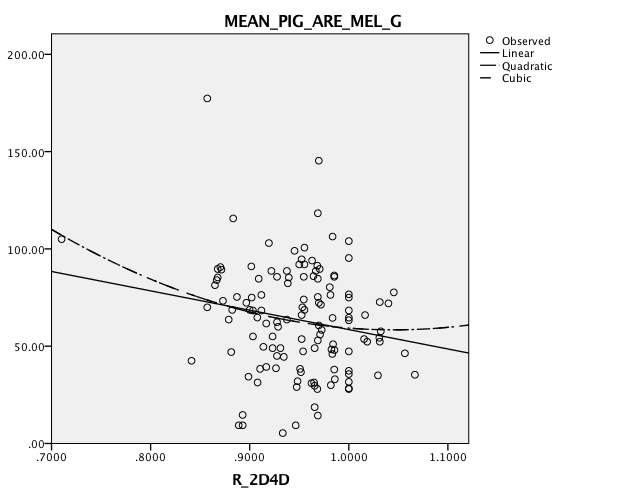 MEAN_PIG_ARE_MEL_G
Observed
Linear
Quadratic
Cubic
200.00
150.00
100.00
50.00
.00
.7000 .8000 .9000 1.0000 1.1000
R_2D4D